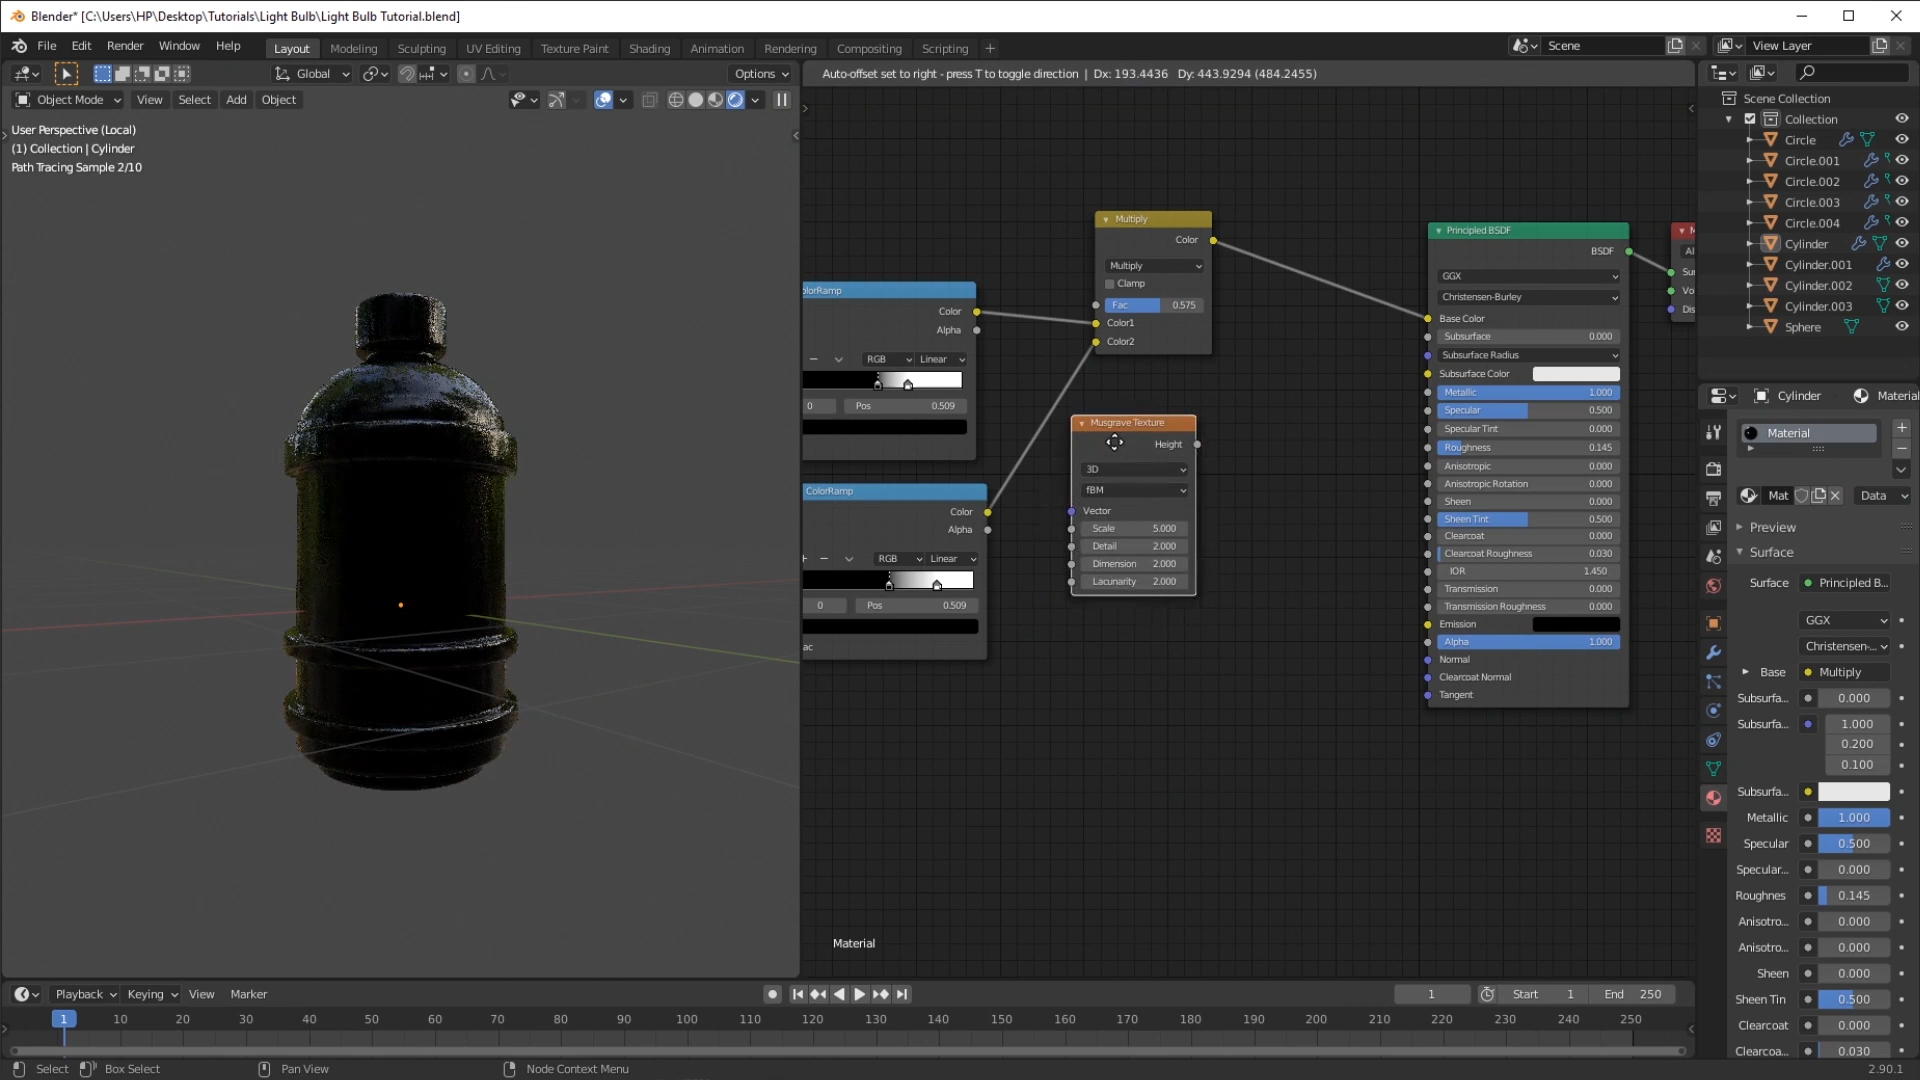 Blender* [C:\Users\HP\Desktop\Tutorials\Light Bulb\Light Bulb Tutorial.blend]
File Edit Render Window Help Layout Modeling Sculpting UV Editing Texture Paint Shading Animation Rendering Compositing Scripting + Scene View Layer
Global Options
Auto-offset set to right - press T to toggle direction | Dx: 193.4436 Dy: 443.9294 (484.2455)
Object Mode View Select Add Object
User Perspective (Local)
(1) Collection | Cylinder
Path Tracing Sample 2/10
Scene Collection
Collection
Circle
Circle.001
Circle.002
Circle.003
Circle.004
Cylinder
Cylinder.001
Cylinder.002
Cylinder.003
Sphere
Multiply
Color
Multiply
Clamp
Fac 0.575
Color1
Color2
olorRamp
Color
Alpha
RGB Linear
0 Pos 0.509
ColorRamp
Color
Alpha
RGB Linear
0 Pos 0.509
ac
Musgrave Texture
Height
3D
fBM
Vector
Scale 5.000
Detail 2.000
Dimension 2.000
Lacunarity 2.000
Principled BSDF
BSDF
GGX
Christensen-Burley
Base Color
Subsurface 0.000
Subsurface Radius
Subsurface Color
Metallic 1.000
Specular 0.500
Specular Tint 0.000
Roughness 0.145
Anisotropic 0.000
Anisotropic Rotation 0.000
Sheen 0.000
Sheen Tint 0.500
Clearcoat 0.000
Clearcoat Roughness 0.030
IOR 1.450
Transmission 0.000
Transmission Roughness 0.000
Emission
Alpha 1.000
Normal
Clearcoat Normal
Tangent
M
Al
Sur
Vo
Dis
Material
Cylinder Material
Material
Mat Data
Preview
Surface
Surface Principled B...
GGX
Christensen-...
Base Multiply
Subsurfa... 0.000
Subsurfa... 1.000
0.200
0.100
Subsurfa...
Metallic 1.000
Specular 0.500
Specular... 0.000
Roughnes 0.145
Anisotro... 0.000
Anisotro... 0.000
Sheen 0.000
Sheen Tin 0.500
Clearcoat 0.000
Clearcoa... 0.030
Playback Keying View Marker 1 Start 1 End 250
1 10 20 30 40 50 60 70 80 90 100 110 120 130 140 150 160 170 180 190 200 210 220 230 240 250
Select Box Select Pan View Node Context Menu 2.90.1